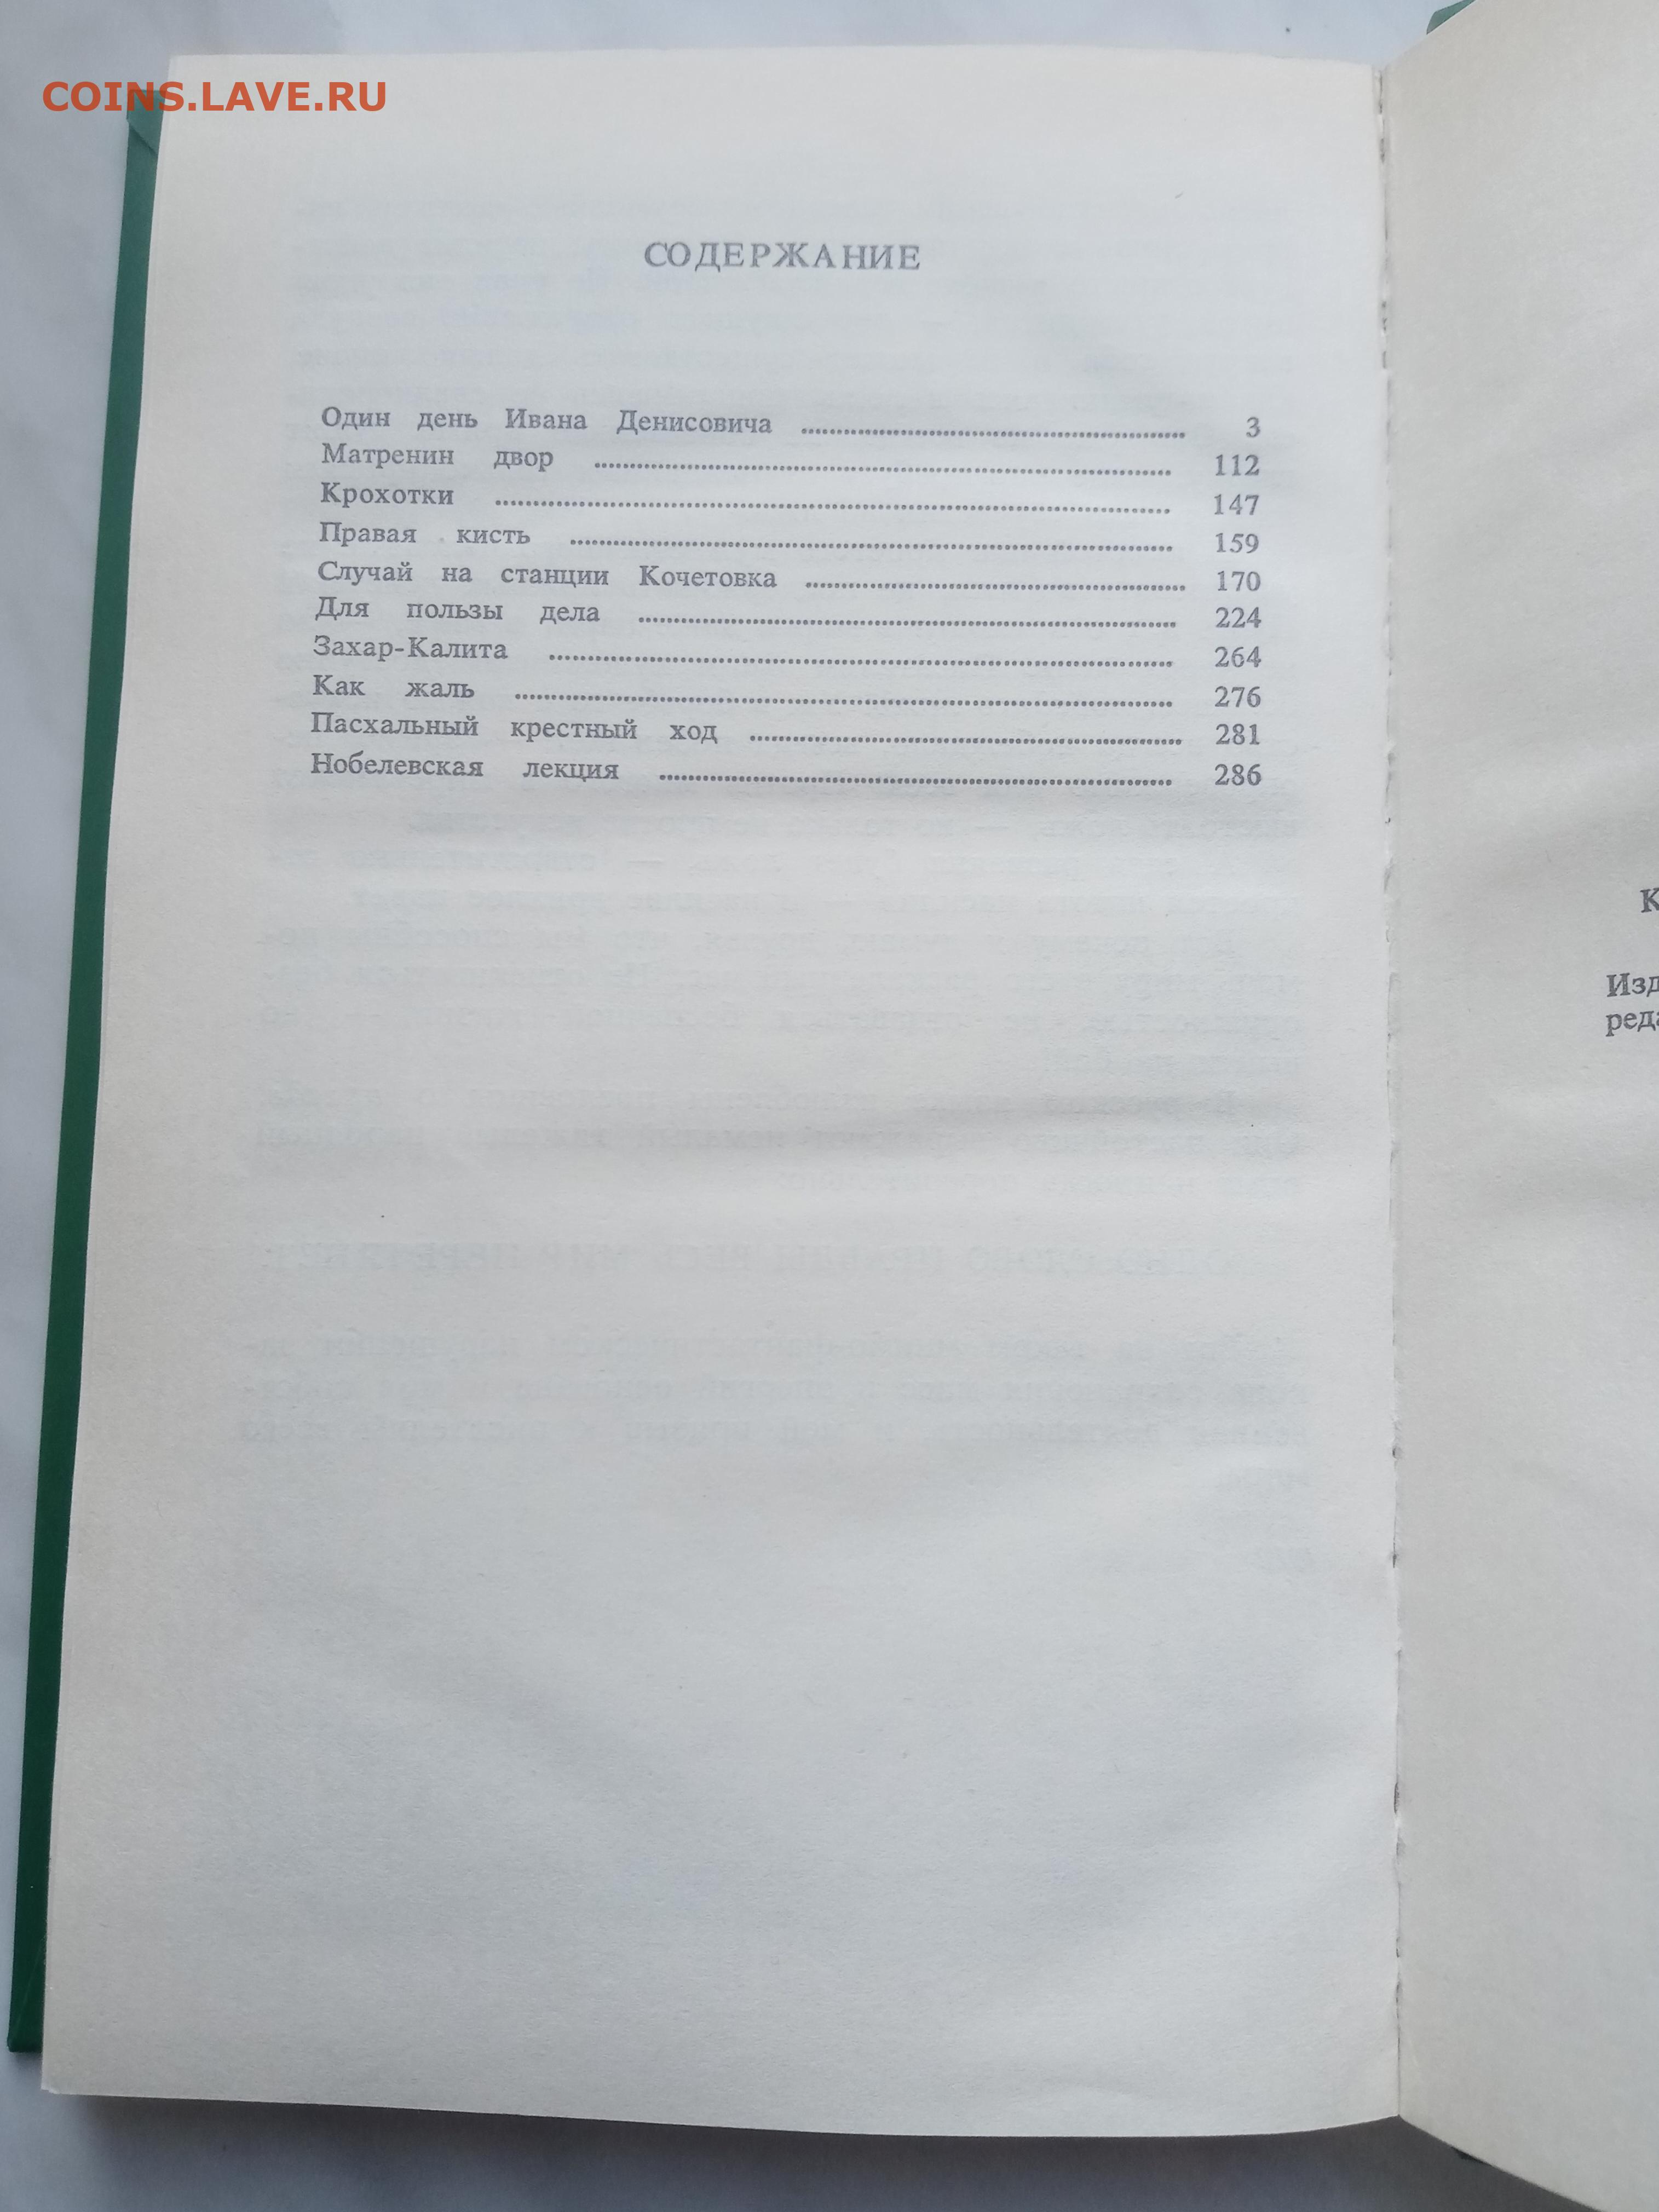 COINS.LAVE.RU
СОДЕРЖАНИЕ
Один день Ивана Денисовича ........ 3
Матренин двор ........ 112
Крохотки ........ 147
Правая кисть ........ 159
Случай на станции Кочетовка ........ 170
Для пользы дела ........ 224
Захар-Калита ........ 264
Как жаль ........ 276
Пасхальный крестный ход ........ 281
Нобелевская лекция ........ 286